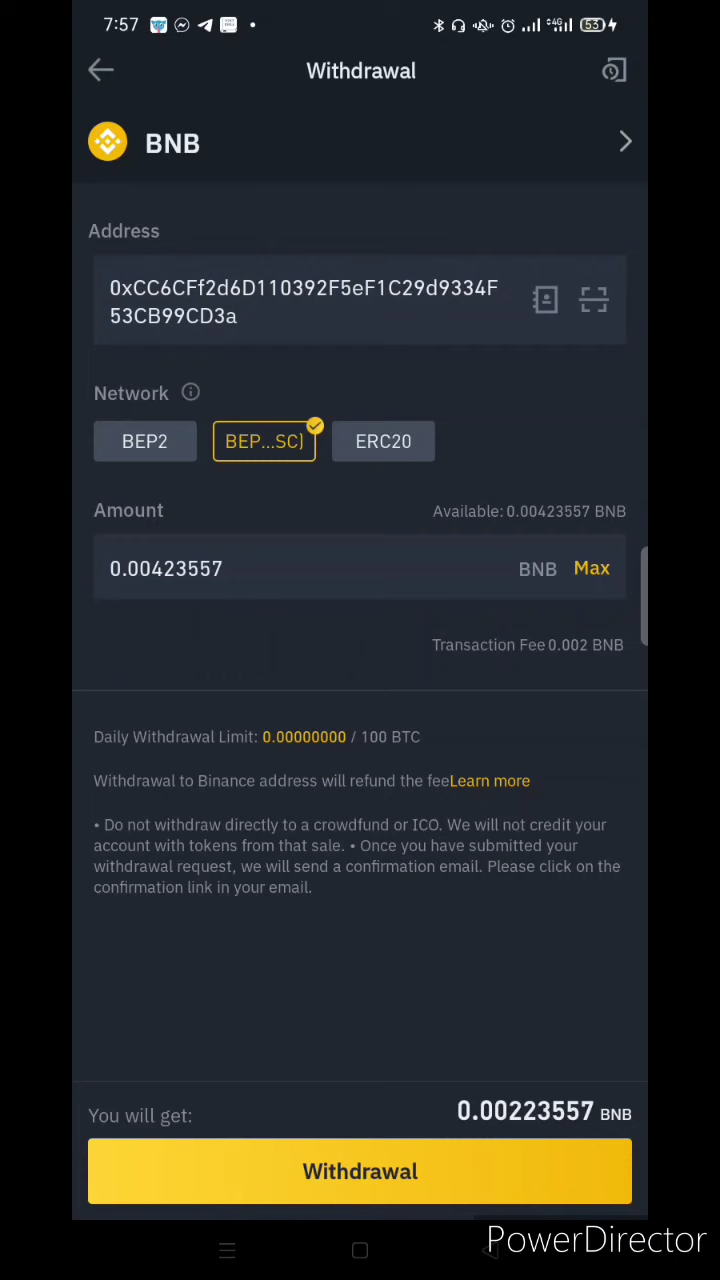 7:57
4G
53
Withdrawal
BNB
Address
0xCC6CFf2d6D110392F5eF1C29d9334F
53CB99CD3a
Network
BEP2 BEP...SC) ERC20
Amount Available: 0.00423557 BNB
0.00423557 BNB Max
Transaction Fee 0.002 BNB
Daily Withdrawal Limit: 0.00000000 / 100 BTC
Withdrawal to Binance address will refund the feeLearn more
• Do not withdraw directly to a crowdfund or ICO. We will not credit your
account with tokens from that sale. • Once you have submitted your
withdrawal request, we will send a confirmation email. Please click on the
confirmation link in your email.
You will get: 0.00223557 BNB
Withdrawal
PowerDirector